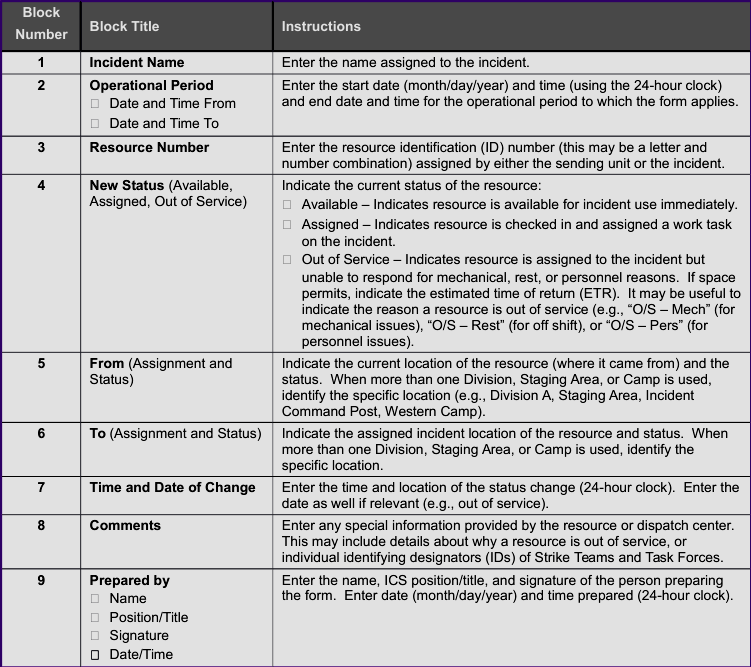 Block Number Block Title Instructions
1 Incident Name Enter the name assigned to the incident.
2 Operational Period Enter the start date (month/day/year) and time (using the 24-hour clock)
□ Date and Time From and end date and time for the operational period to which the form applies.
□ Date and Time To
3 Resource Number Enter the resource identification (ID) number (this may be a letter and
number combination) assigned by either the sending unit or the incident.
4 New Status (Available, Indicate the current status of the resource:
Assigned, Out of Service) □ Available – Indicates resource is available for incident use immediately.
□ Assigned – Indicates resource is checked in and assigned a work task
on the incident.
□ Out of Service – Indicates resource is assigned to the incident but
unable to respond for mechanical, rest, or personnel reasons.  If space
permits, indicate the estimated time of return (ETR).  It may be useful to
indicate the reason a resource is out of service (e.g., “O/S – Mech” (for
mechanical issues), “O/S – Rest” (for off shift), or “O/S – Pers” (for
personnel issues).
5 From (Assignment and Indicate the current location of the resource (where it came from) and the
Status) status.  When more than one Division, Staging Area, or Camp is used,
identify the specific location (e.g., Division A, Staging Area, Incident
Command Post, Western Camp).
6 To (Assignment and Status) Indicate the assigned incident location of the resource and status.  When
more than one Division, Staging Area, or Camp is used, identify the
specific location.
7 Time and Date of Change Enter the time and location of the status change (24-hour clock).  Enter the
date as well if relevant (e.g., out of service).
8 Comments Enter any special information provided by the resource or dispatch center.
This may include details about why a resource is out of service, or
individual identifying designators (IDs) of Strike Teams and Task Forces.
9 Prepared by Enter the name, ICS position/title, and signature of the person preparing
□ Name the form.  Enter date (month/day/year) and time prepared (24-hour clock).
□ Position/Title
□ Signature
□ Date/Time